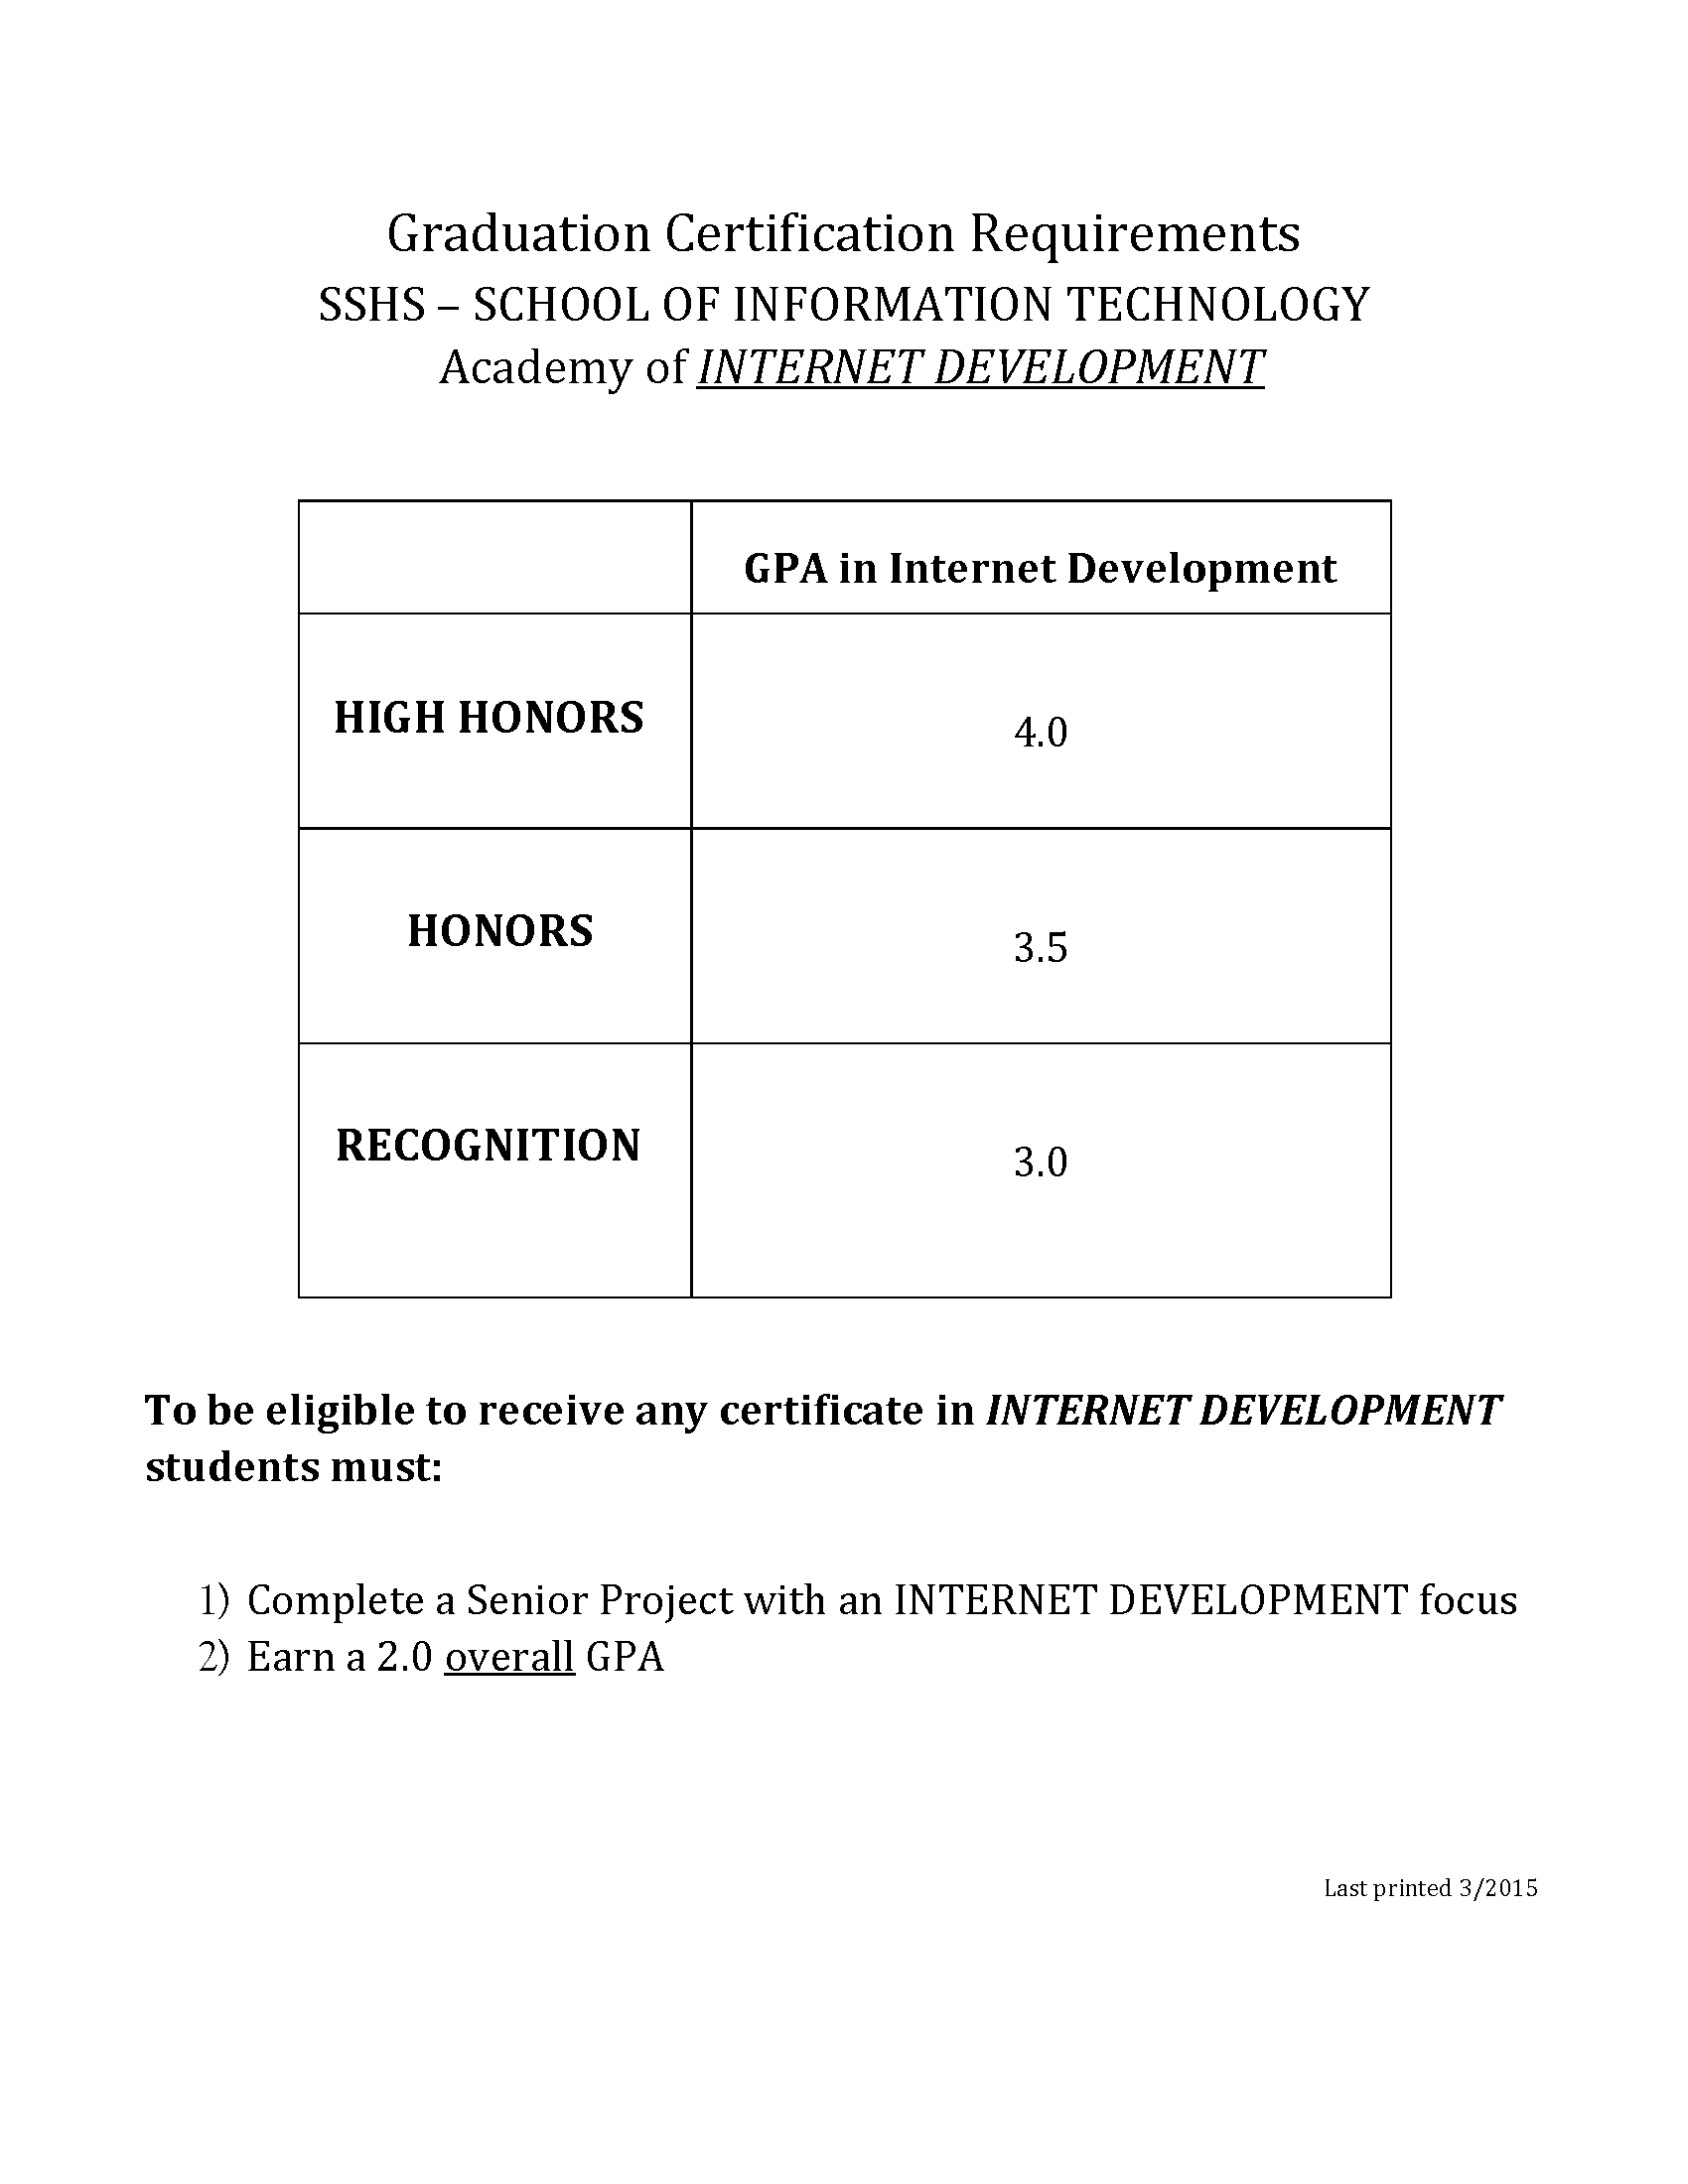 Graduation Certification Requirements
SSHS – SCHOOL OF INFORMATION TECHNOLOGY
Academy of INTERNET DEVELOPMENT
GPA in Internet Development
HIGH HONORS 4.0
HONORS 3.5
RECOGNITION 3.0
To be eligible to receive any certificate in INTERNET DEVELOPMENT
students must:
1) Complete a Senior Project with an INTERNET DEVELOPMENT focus
2) Earn a 2.0 overall GPA
Last printed 3/2015